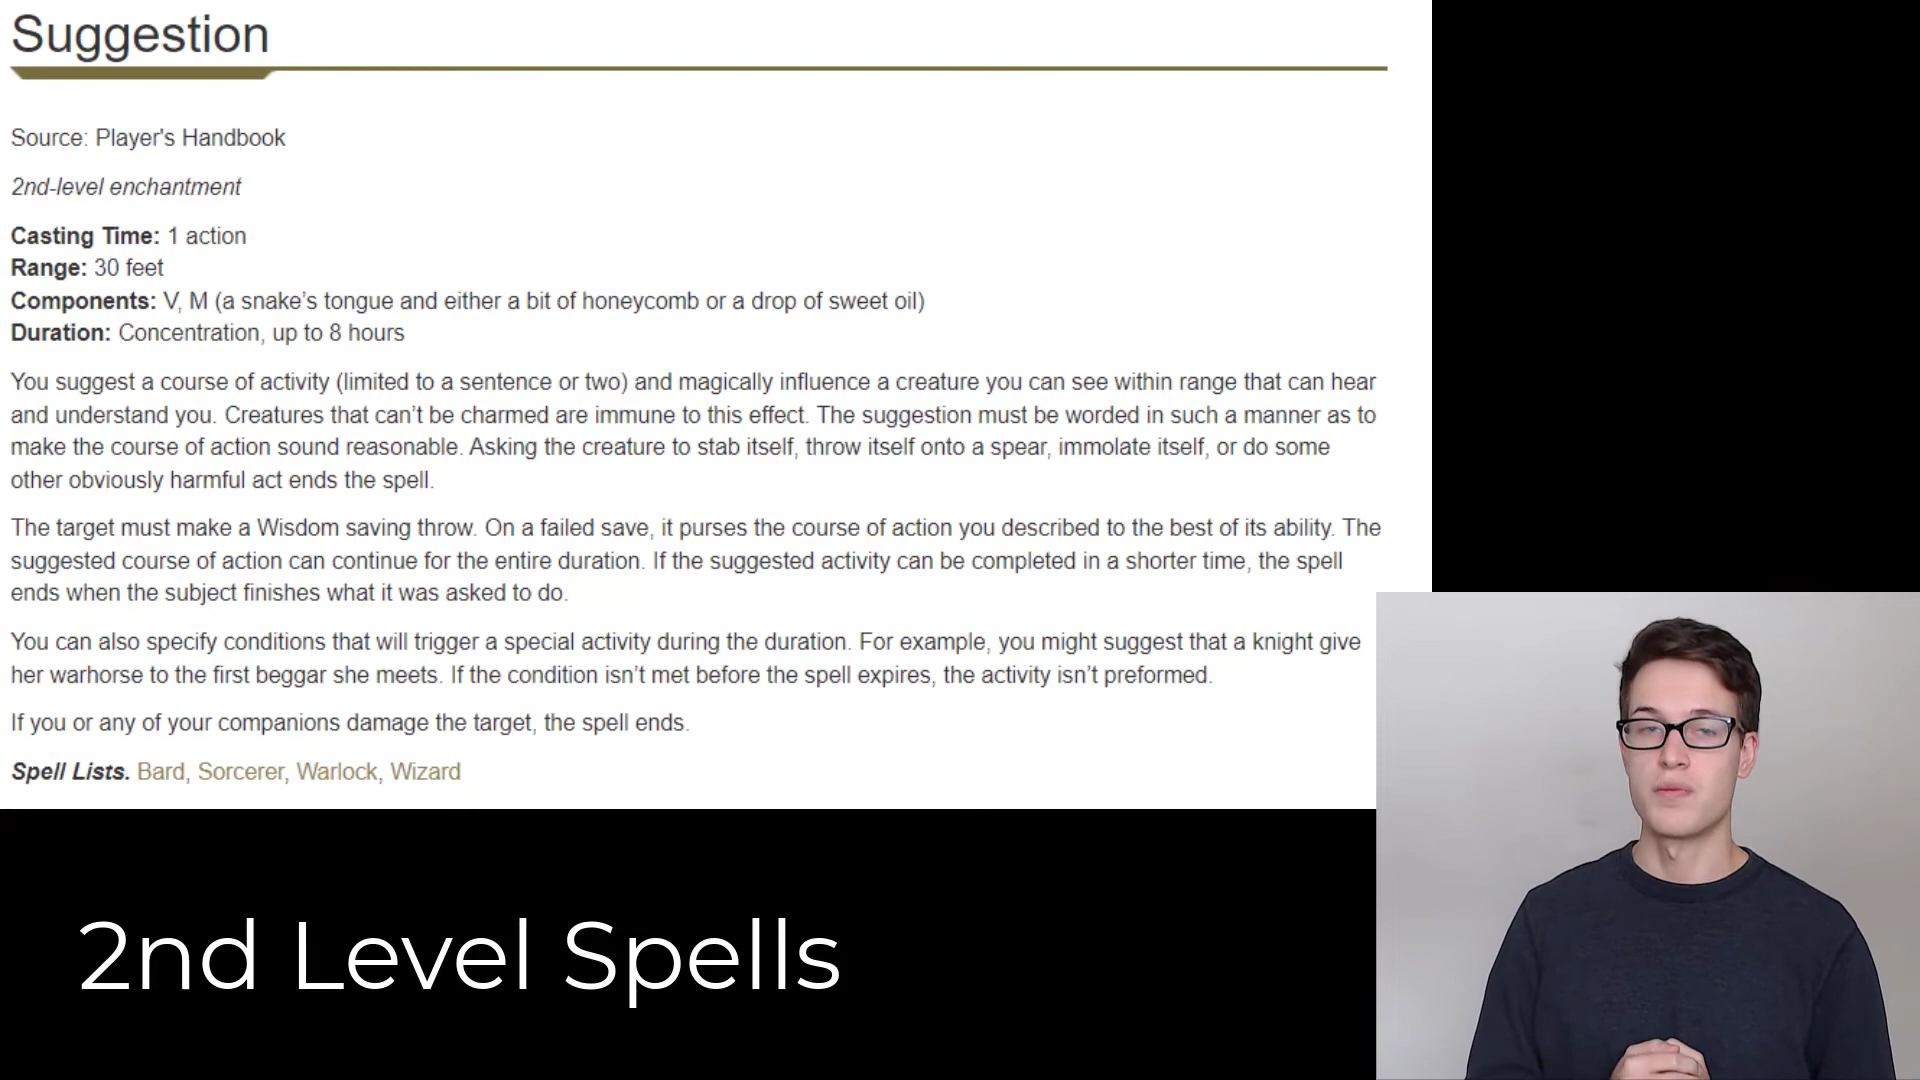 Suggestion
Source: Player's Handbook
2nd-level enchantment
Casting Time: 1 action
Range: 30 feet
Components: V, M (a snake’s tongue and either a bit of honeycomb or a drop of sweet oil)
Duration: Concentration, up to 8 hours
You suggest a course of activity (limited to a sentence or two) and magically influence a creature you can see within range that can hear
and understand you. Creatures that can’t be charmed are immune to this effect. The suggestion must be worded in such a manner as to
make the course of action sound reasonable. Asking the creature to stab itself, throw itself onto a spear, immolate itself, or do some
other obviously harmful act ends the spell.
The target must make a Wisdom saving throw. On a failed save, it purses the course of action you described to the best of its ability. The
suggested course of action can continue for the entire duration. If the suggested activity can be completed in a shorter time, the spell
ends when the subject finishes what it was asked to do.
You can also specify conditions that will trigger a special activity during the duration. For example, you might suggest that a knight give
her warhorse to the first beggar she meets. If the condition isn’t met before the spell expires, the activity isn’t preformed.
If you or any of your companions damage the target, the spell ends.
Spell Lists. Bard, Sorcerer, Warlock, Wizard
2nd Level Spells